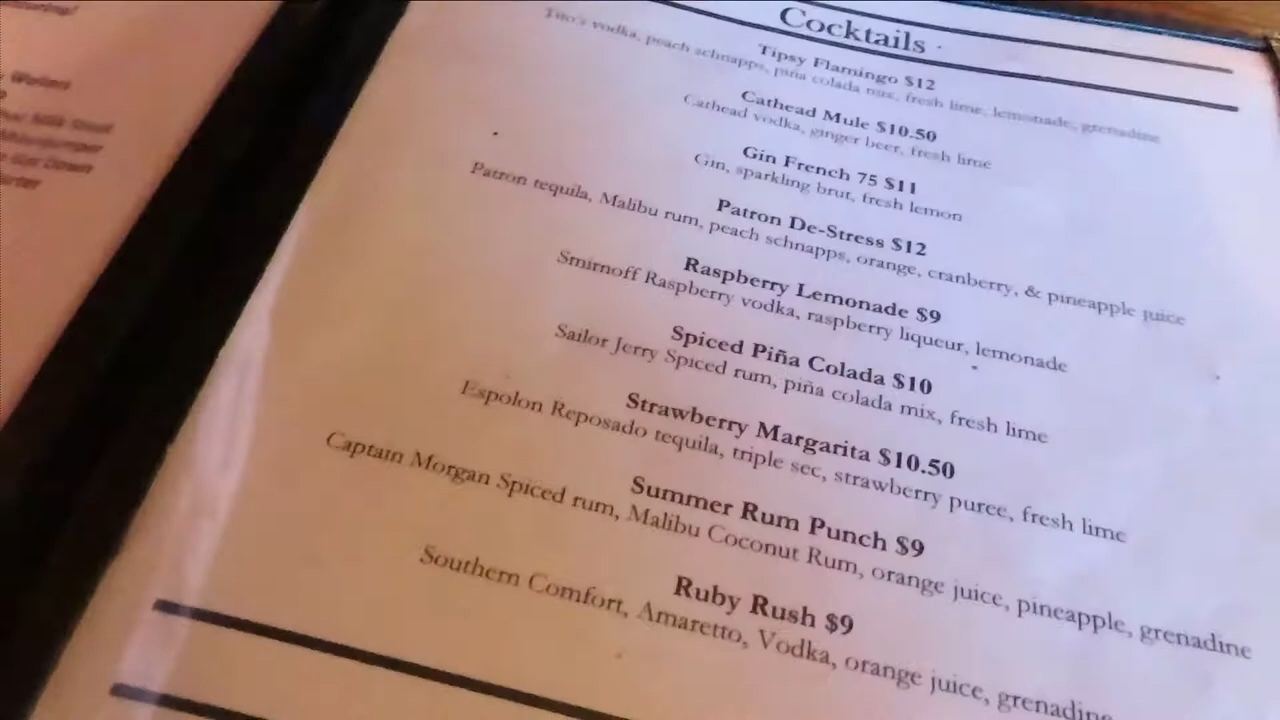 Cocktails
Tipsy Flamingo $12
Tito's vodka, peach schnapps, piña colada mix, fresh lime, lemonade, grenadine
Cathead Mule $10.50
Cathead vodka, ginger beer, fresh lime
Gin French 75 $11
Gin, sparkling brut, fresh lemon
Patron De-Stress $12
Patron tequila, Malibu rum, peach schnapps, orange, cranberry, & pineapple juice
Raspberry Lemonade $9
Smirnoff Raspberry vodka, raspberry liqueur, lemonade
Spiced Piña Colada $10
Sailor Jerry Spiced rum, piña colada mix, fresh lime
Strawberry Margarita $10.50
Espolon Reposado tequila, triple sec, strawberry puree, fresh lime
Summer Rum Punch $9
Captain Morgan Spiced rum, Malibu Coconut Rum, orange juice, pineapple, grenadine
Ruby Rush $9
Southern Comfort, Amaretto, Vodka, orange juice, grenadine